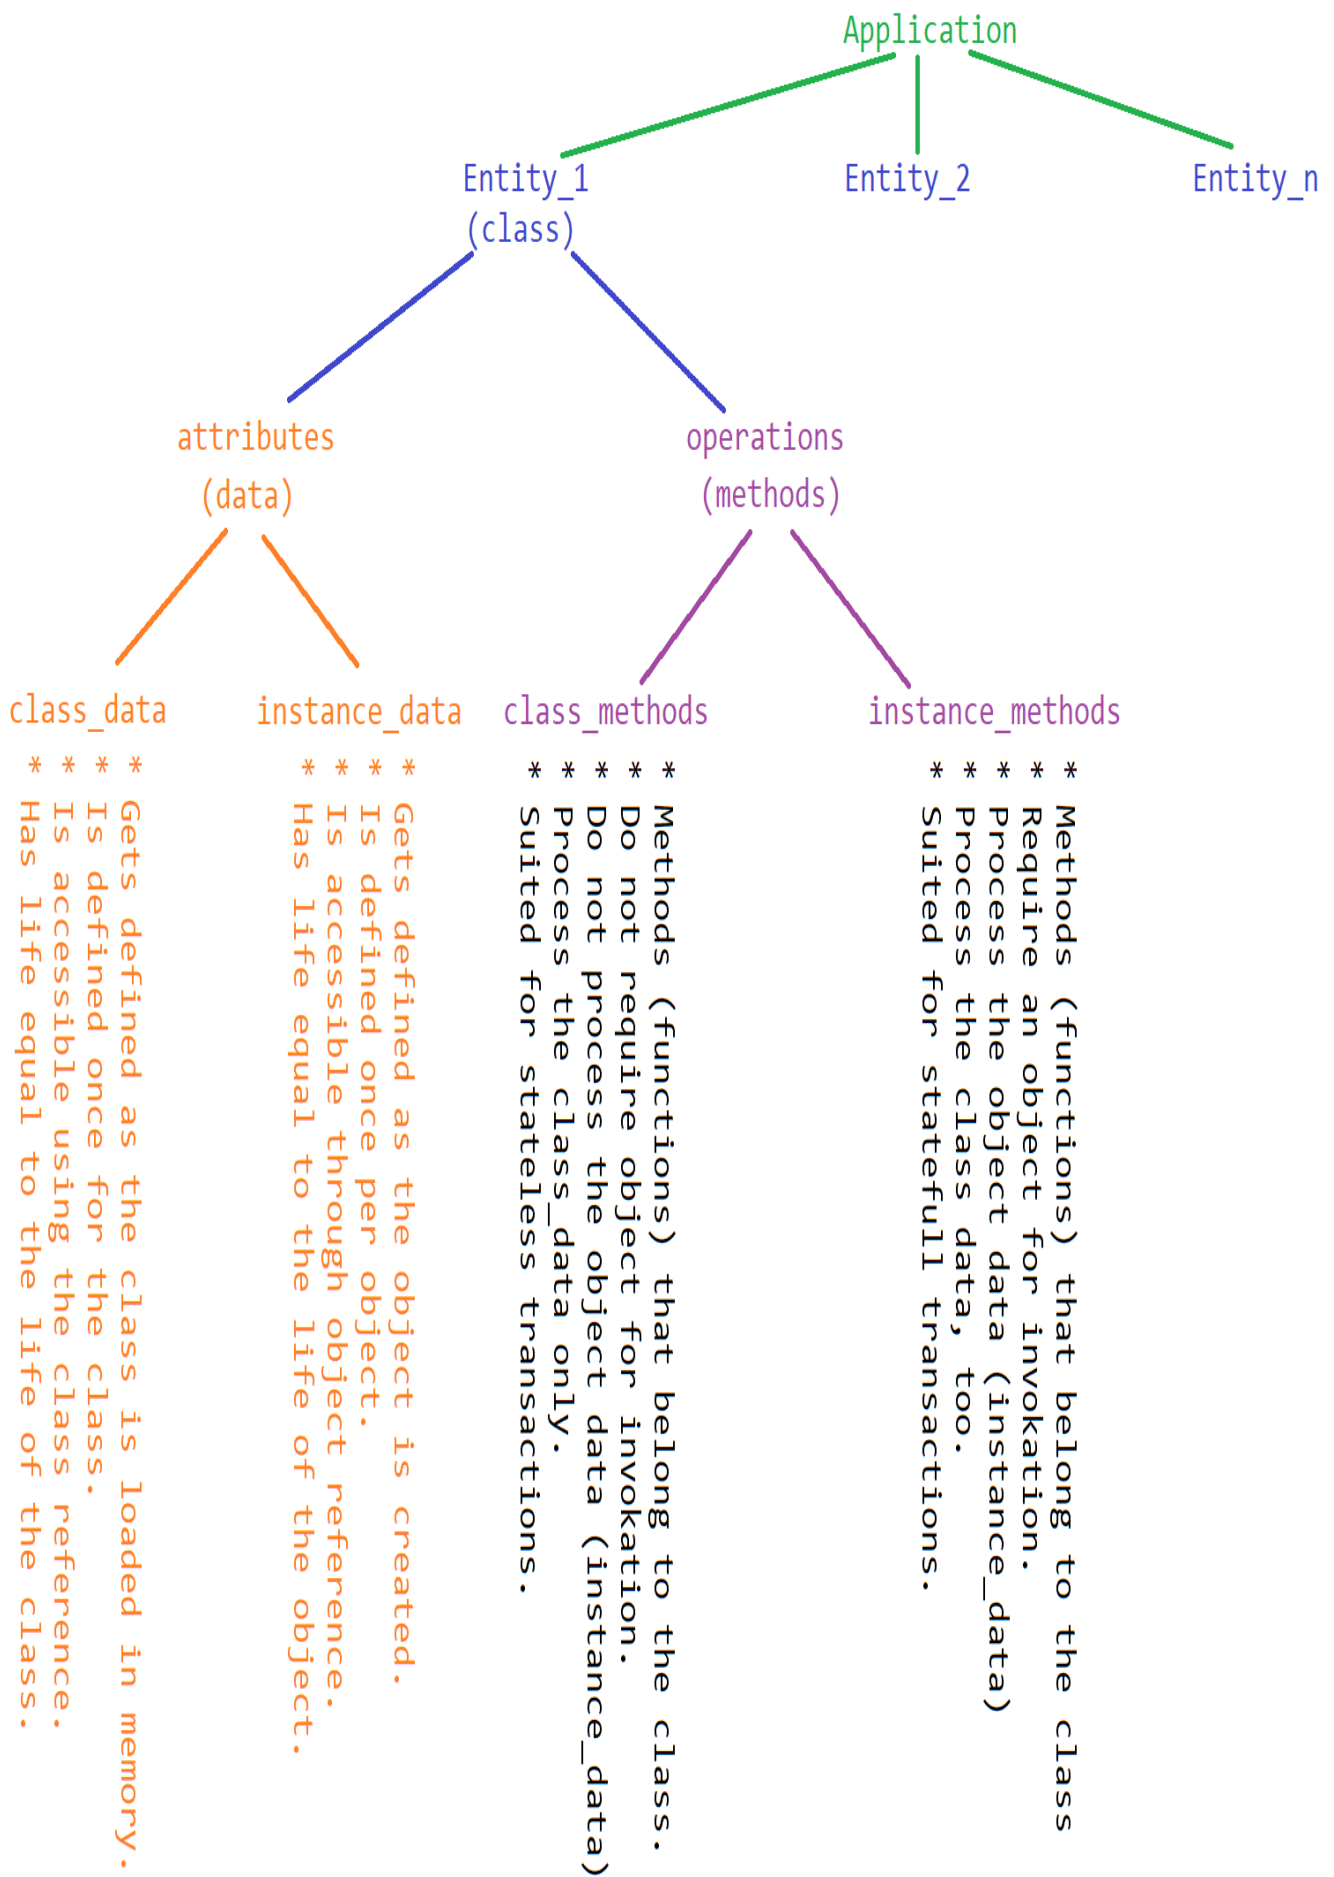 Application
Entity_1
(class)
Entity_2
Entity_n
attributes
(data)
operations
(methods)
class_data
* Gets defined as the class is loaded in memory.
* Is defined once for the class.
* Is accessible using the class reference.
* Has life equal to the life of the class.
instance_data
* Gets defined as the object is created.
* Is defined once per object.
* Is accessible through object reference.
* Has life equal to the life of the object.
class_methods
* Methods (functions) that belong to the class.
* Do not require object for invokation.
* Do not process the object data (instance_data)
* Process the class_data only.
* Suited for stateless transactions.
instance_methods
* Methods (functions) that belong to the class
* Require an object for invokation.
* Process the object data (instance_data)
* Process the class data, too.
* Suited for statefull transactions.